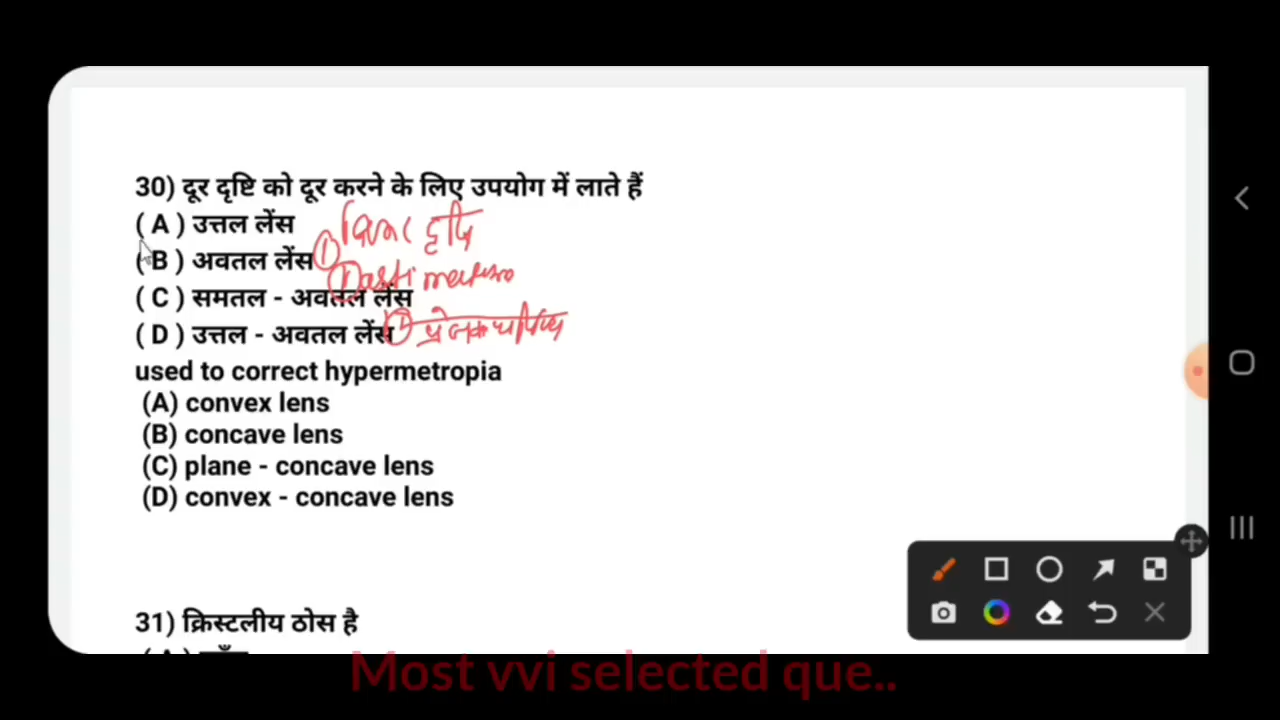 30) दूर दृष्टि को दूर करने के लिए उपयोग में लाते हैं
( A ) उत्तल लेंस
( B ) अवतल लेंस
( C ) समतल - अवतल लेंस
( D ) उत्तल - अवतल लेंस
used to correct hypermetropia
(A) convex lens
(B) concave lens
(C) plane - concave lens
(D) convex - concave lens
31) क्रिस्टलीय ठोस है
Most vvi selected que..